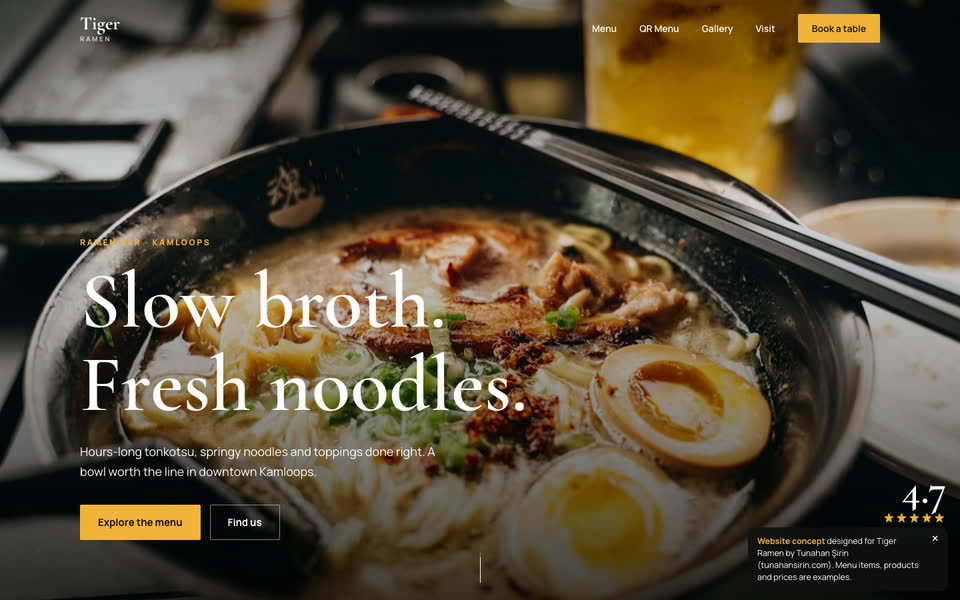 Tiger
RAMEN
Menu
QR Menu
Gallery
Visit
Book a table
RAMEN BAR · KAMLOOPS
Slow broth.
Fresh noodles.
Hours-long tonkotsu, springy noodles and toppings done right. A
bowl worth the line in downtown Kamloops.
Explore the menu
Find us
4.7
★★★★★
Website concept designed for Tiger
Ramen by Tunahan Şirin
(tunahansirin.com). Menu items, products
and prices are examples.
✕